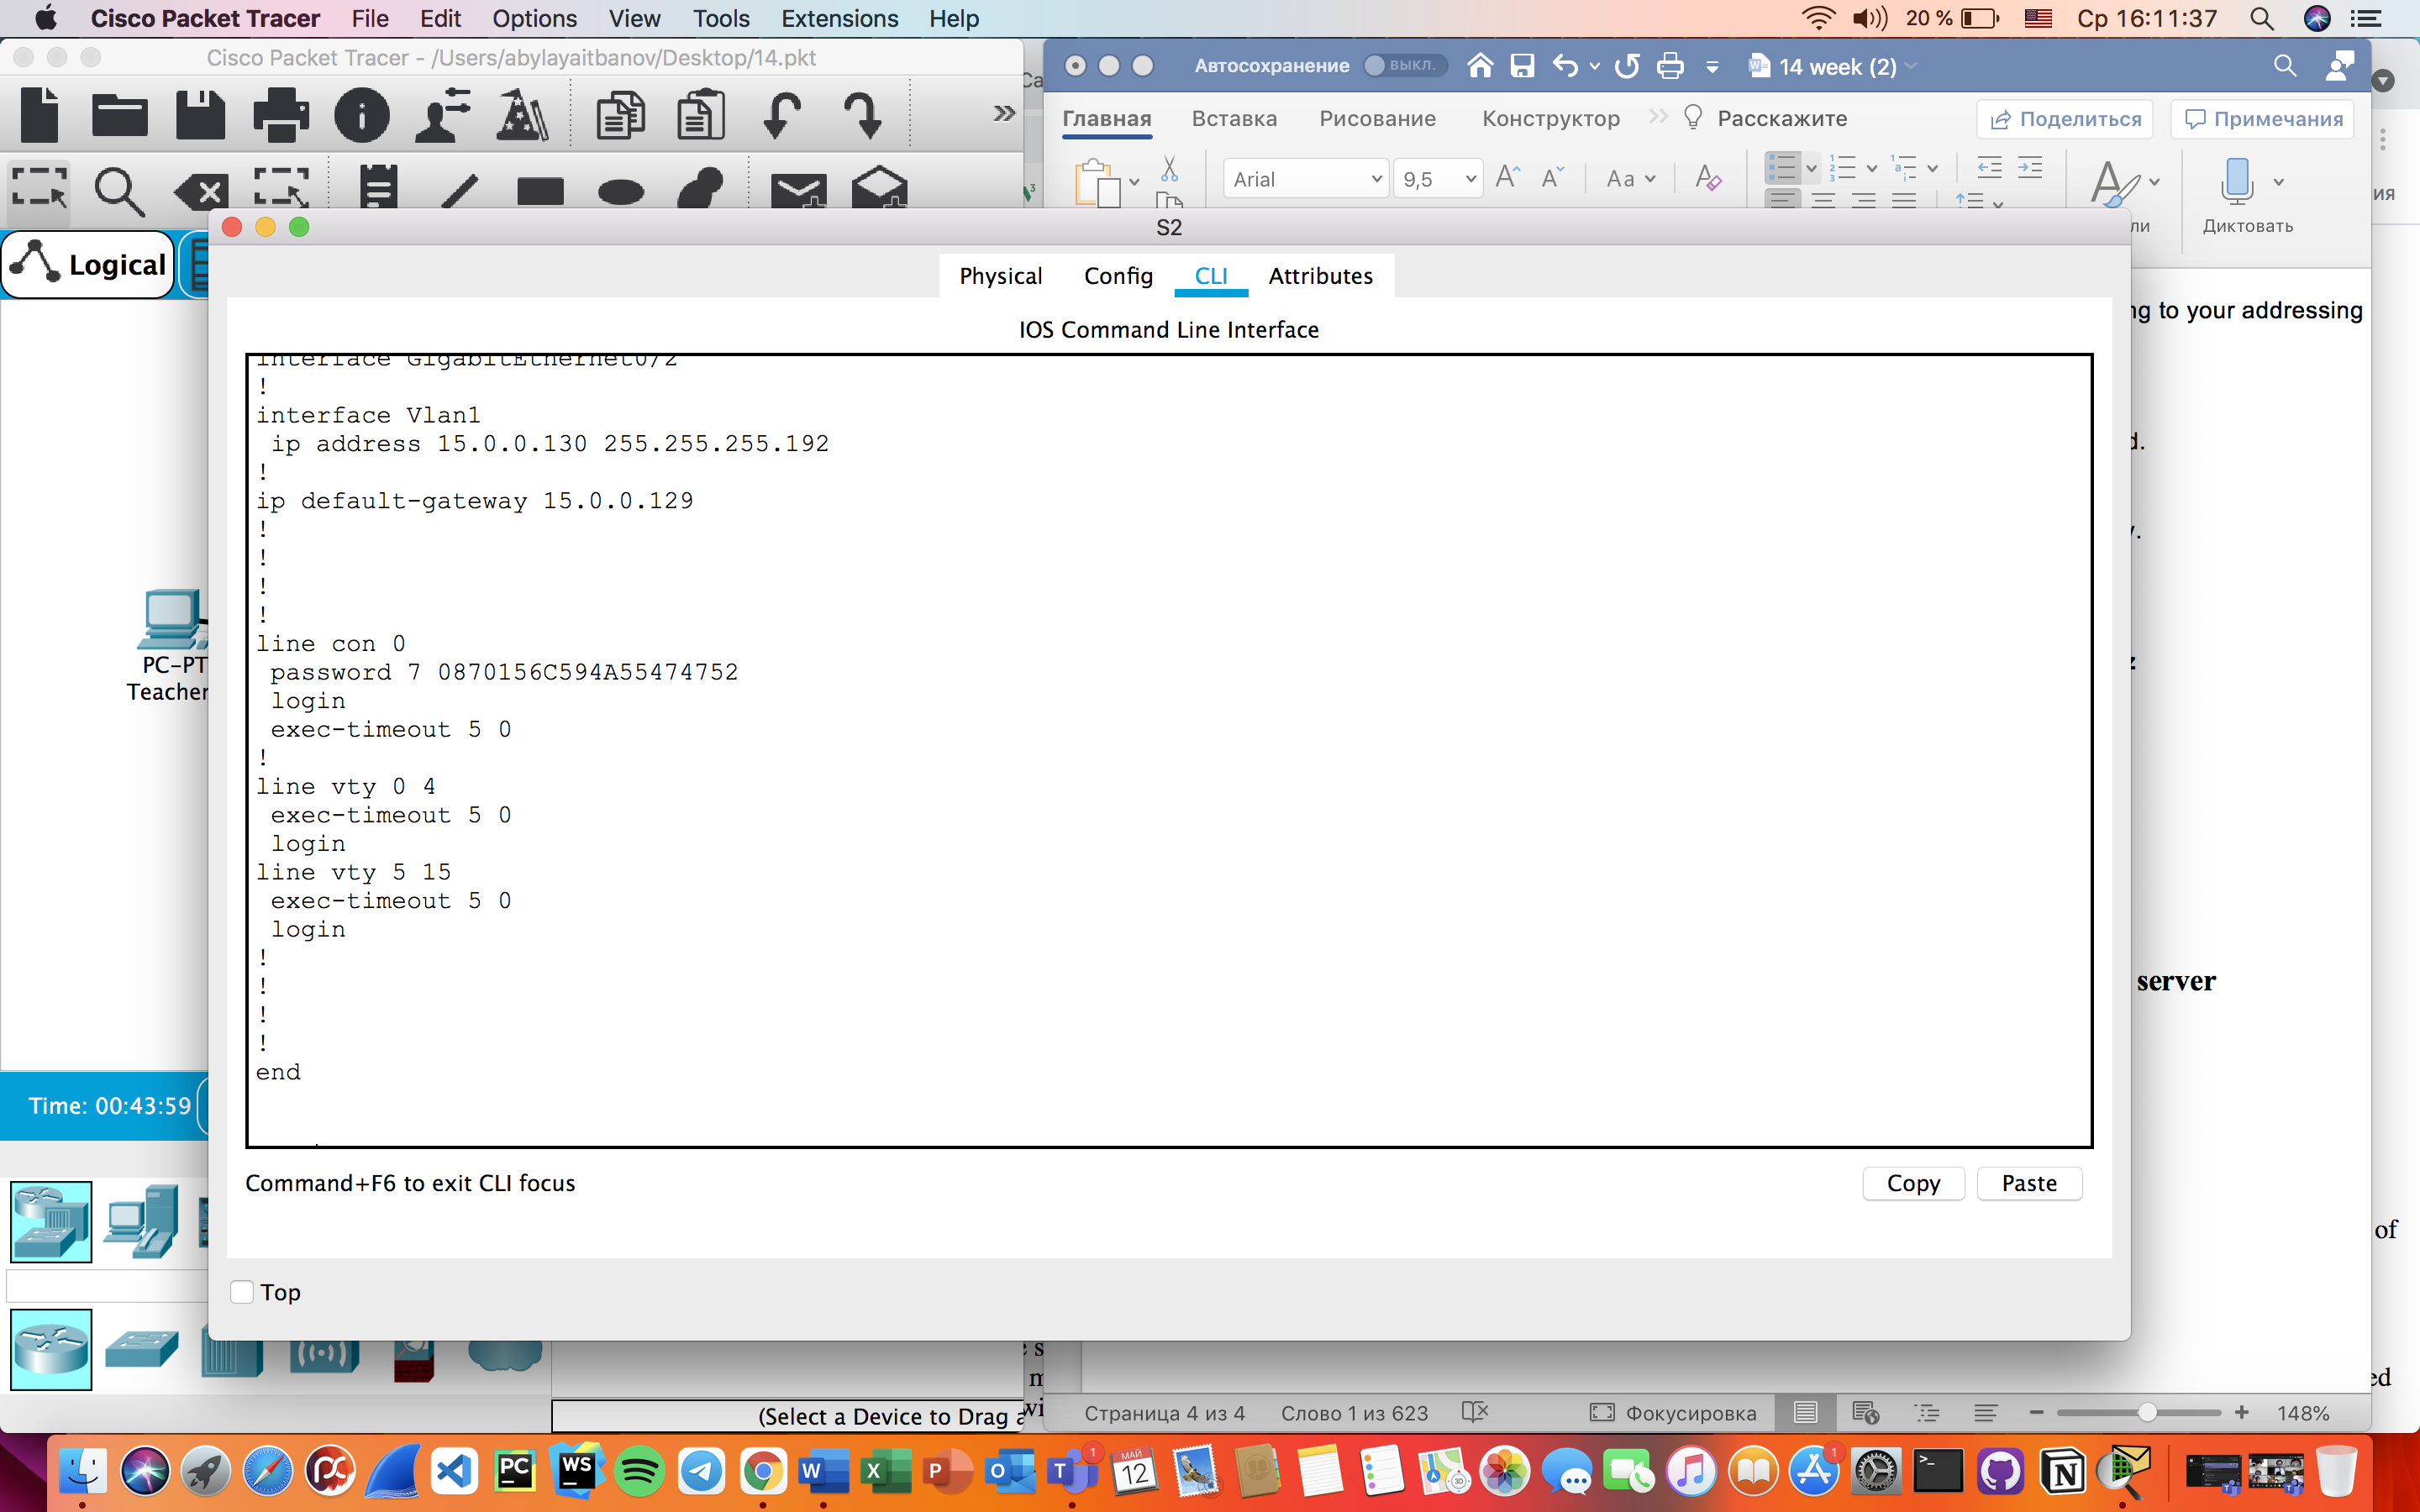 Cisco Packet Tracer File Edit Options View Tools Extensions Help 20 % Ср 16:11:37
Cisco Packet Tracer - /Users/abylayaitbanov/Desktop/14.pkt
Автосохранение ВЫКЛ. 14 week (2)
Главная Вставка Рисование Конструктор Расскажите Поделиться Примечания
Arial 9,5 Aa
Диктовать
Logical
S2
Physical Config CLI Attributes
IOS Command Line Interface
interface GigabitEthernet0/2
!
interface Vlan1
ip address 15.0.0.130 255.255.255.192
!
ip default-gateway 15.0.0.129
!
!
!
!
line con 0
password 7 0870156C594A55474752
login
exec-timeout 5 0
!
line vty 0 4
exec-timeout 5 0
login
line vty 5 15
exec-timeout 5 0
login
!
!
!
!
end
Command+F6 to exit CLI focus
Copy Paste
Top
PC-PT
Teacher
Time: 00:43:59
to your addressing
server
of
(Select a Device to Drag a
Страница 4 из 4 Слово 1 из 623 Фокусировка 148%
PC WS W X P O T 1 МАЙ 12 1 N